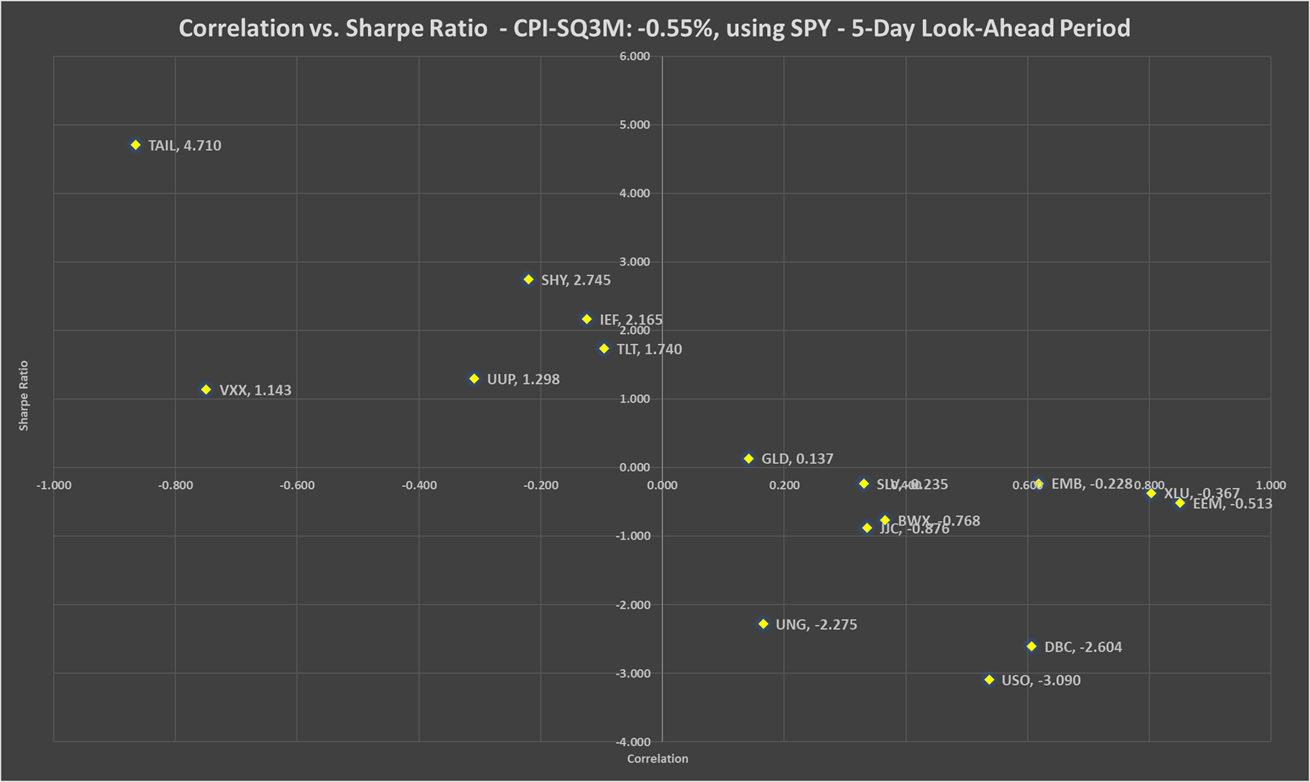 Correlation vs. Sharpe Ratio - CPI-SQ3M: -0.55%, using SPY - 5-Day Look-Ahead Period
6.000
5.000
TAIL, 4.710
4.000
3.000
SHY, 2.745
IEF, 2.165
2.000
TLT, 1.740
UUP, 1.298
VXX, 1.143
1.000
Sharpe Ratio
GLD, 0.137
0.000
-1.000 -0.800 -0.600 -0.400 -0.200 0.000 0.200 0.400 0.600 0.800 1.000
SLV, -0.235
EMB, -0.228
XLU, -0.367
EEM, -0.513
BWX, -0.768
JJC, -0.876
-1.000
-2.000
UNG, -2.275
DBC, -2.604
-3.000
USO, -3.090
-4.000
Correlation